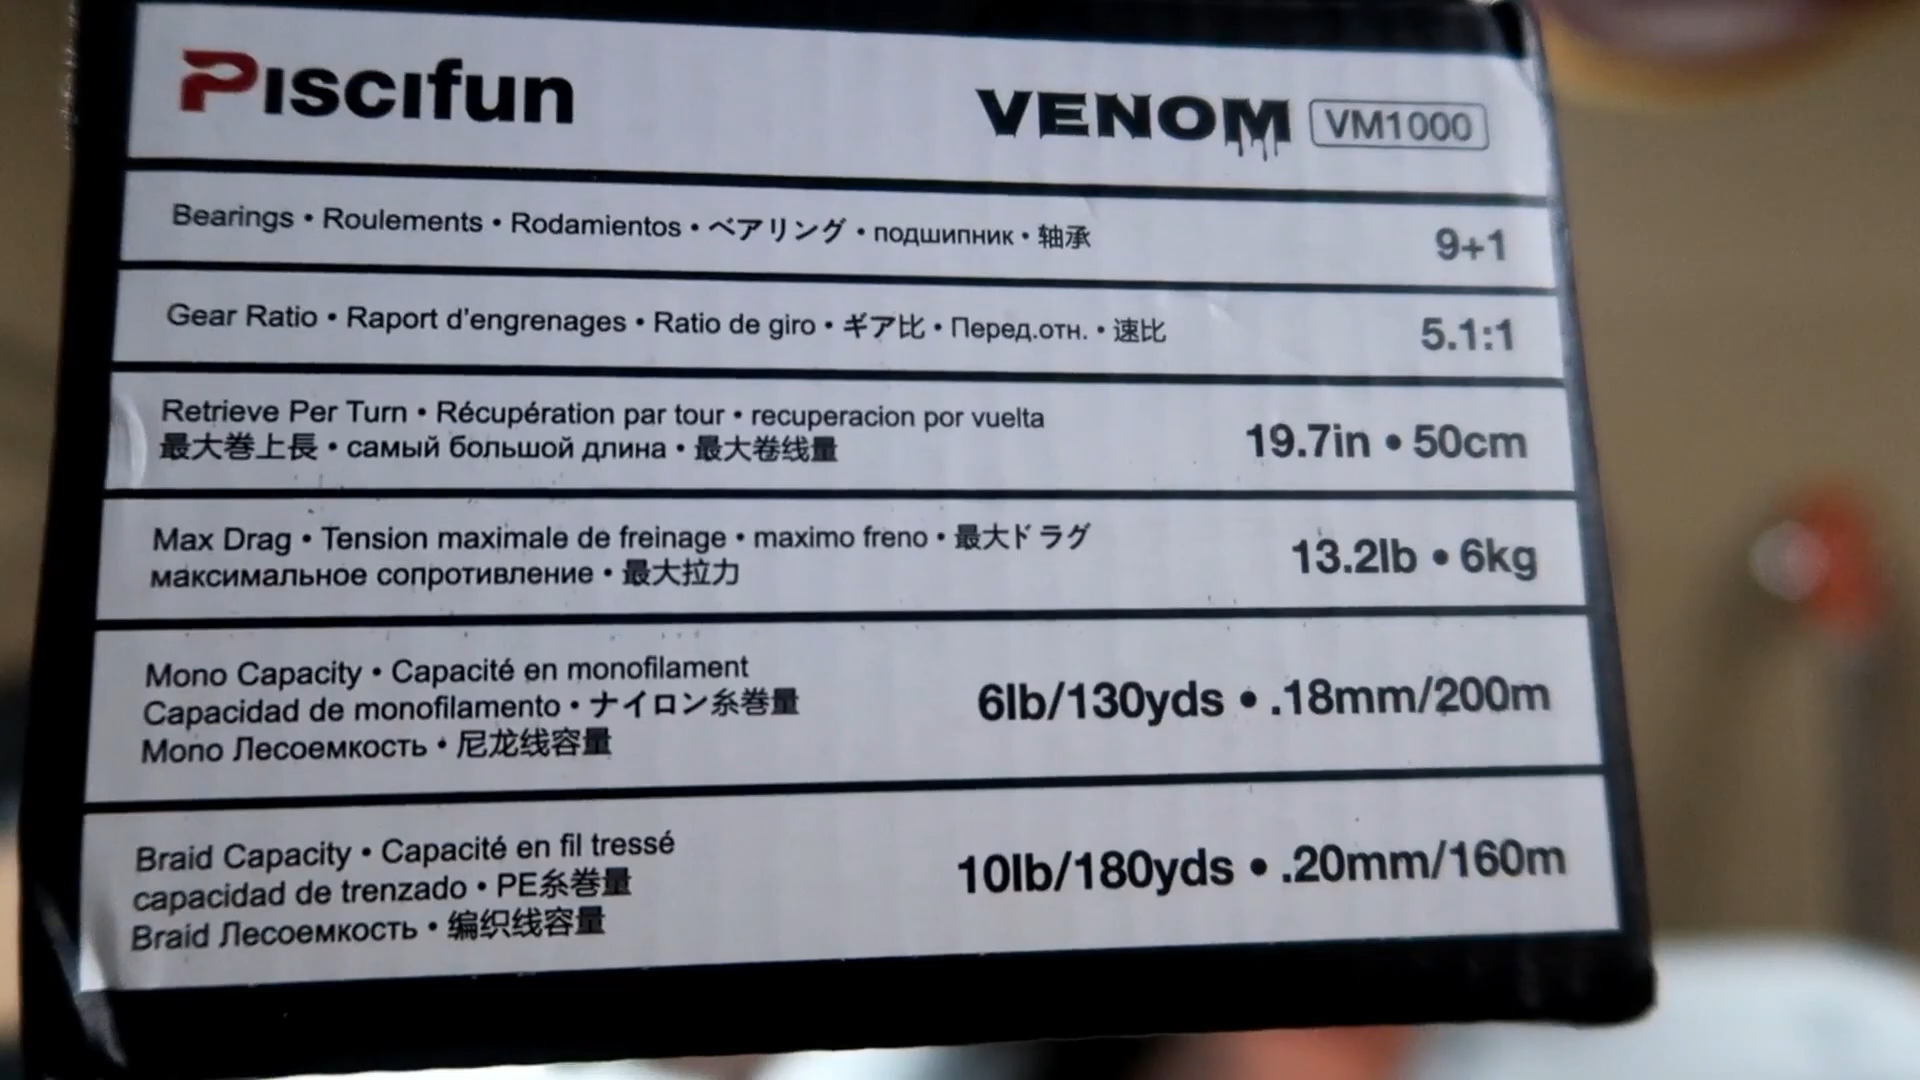 Piscifun
VENOM VM1000
Bearings • Roulements • Rodamientos • ベアリング • подшипник • 轴承 9+1
Gear Ratio • Raport d'engrenages • Ratio de giro • ギア比 • Перед.отн. • 速比 5.1:1
Retrieve Per Turn • Récupération par tour • recuperacion por vuelta
最大巻上長 • самый большой длина • 最大卷线量
19.7in • 50cm
Max Drag • Tension maximale de freinage • maximo freno • 最大ドラグ
максимальное сопротивление • 最大拉力
13.2lb • 6kg
Mono Capacity • Capacité en monofilament
Capacidad de monofilamento • ナイロン糸巻量
Mono Лесоемкость • 尼龙线容量
6lb/130yds • .18mm/200m
Braid Capacity • Capacité en fil tressé
capacidad de trenzado • PE糸巻量
Braid Лесоемкость • 编织线容量
10lb/180yds • .20mm/160m